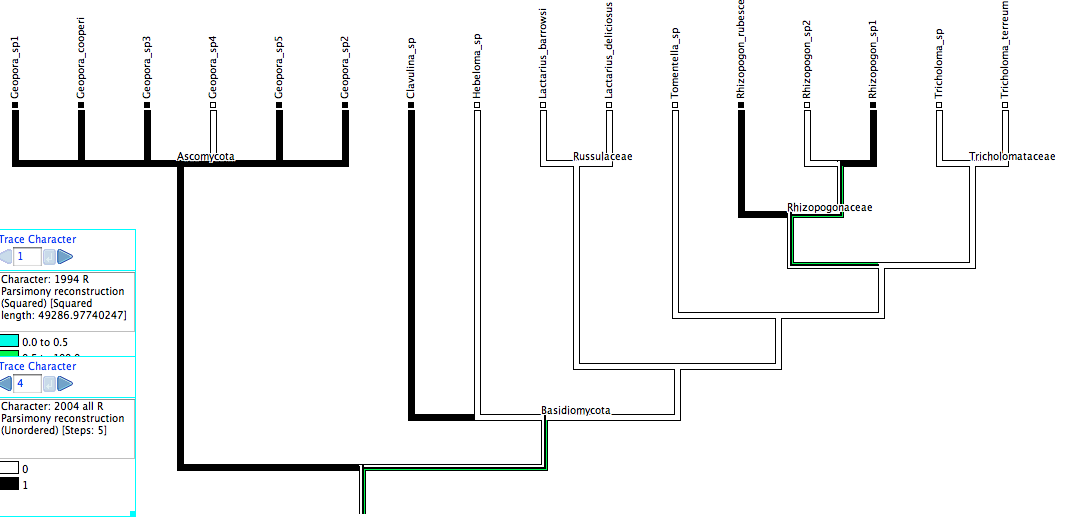 Geopora_sp1
Geopora_cooperi
Geopora_sp3
Geopora_sp4
Geopora_sp5
Geopora_sp2
Clavulina_sp
Hebeloma_sp
Lactarius_barrowsi
Lactarius_deliciosus
Tomentella_sp
Rhizopogon_rubesce
Rhizopogon_sp2
Rhizopogon_sp1
Tricholoma_sp
Tricholoma_terreum
Ascomycota
Russulaceae
Tricholomataceae
Rhizopogonaceae
Basidiomycota
Trace Character
1
Character: 1994 R
Parsimony reconstruction
(Squared) [Squared
length: 49286.97740247]
0.0 to 0.5
Trace Character
4
Character: 2004 all R
Parsimony reconstruction
(Unordered) [Steps: 5]
0
1